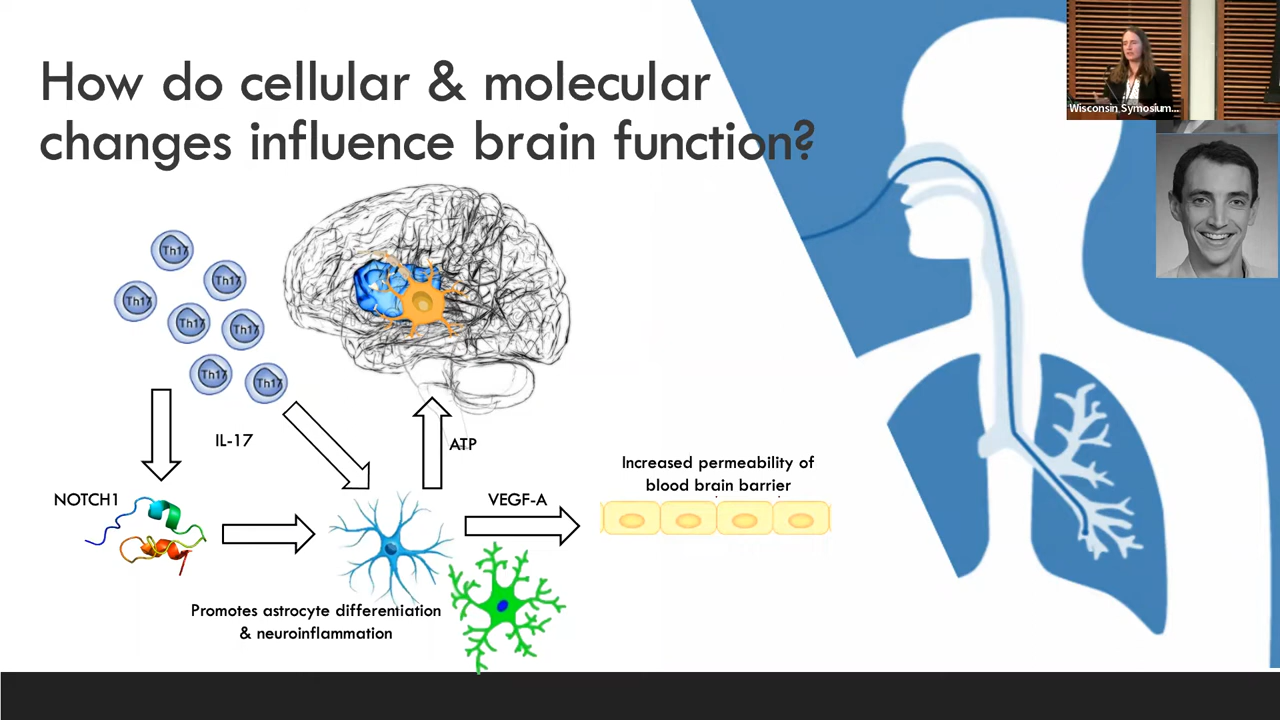 How do cellular & molecular
changes influence brain function?
Wisconsin Symposium...
Th17
Th17
Th17
Th17
Th17
Th17
Th17
IL-17
ATP
NOTCH1
VEGF-A
Increased permeability of
blood brain barrier
Promotes astrocyte differentiation
& neuroinflammation